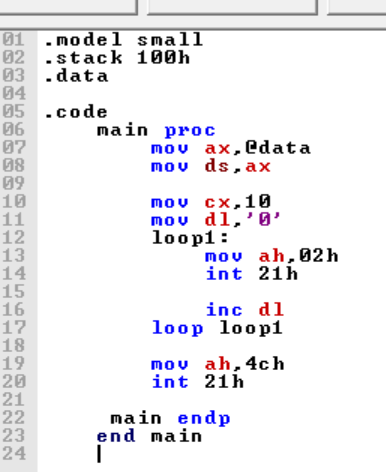 01 .model small
02 .stack 100h
03 .data
04
05 .code
06     main proc
07         mov ax,@data
08         mov ds,ax
09
10         mov cx,10
11         mov dl,'0'
12         loop1:
13             mov ah,02h
14             int 21h
15
16             inc dl
17         loop loop1
18
19         mov ah,4ch
20         int 21h
21
22      main endp
23     end main
24